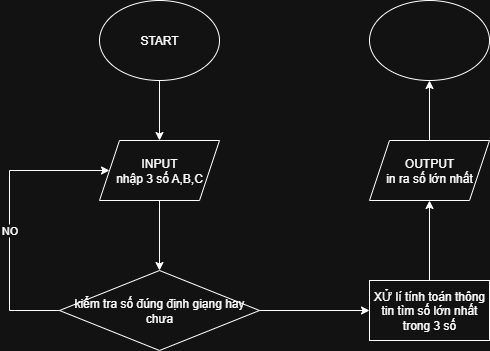 START
INPUT
nhập 3 số A,B,C
NO
kiểm tra số đúng định giạng hay
chưa
XỬ lí tính toán thông
tin tìm số lớn nhất
trong 3 số
OUTPUT
in ra số lớn nhất